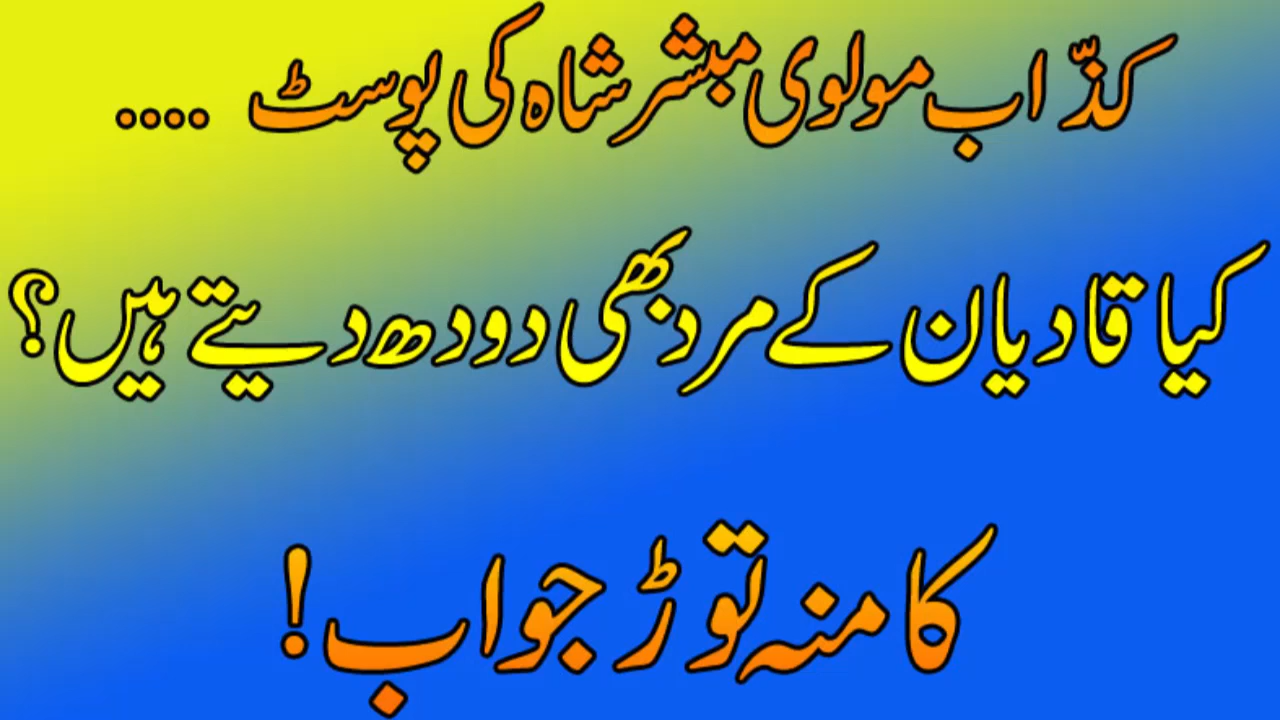 کذّاب مولوی مبشر شاہ کی پوسٹ ....
کیا قادیان کے مرد بھی دودھ دیتے ہیں؟
کا منہ توڑ جواب!